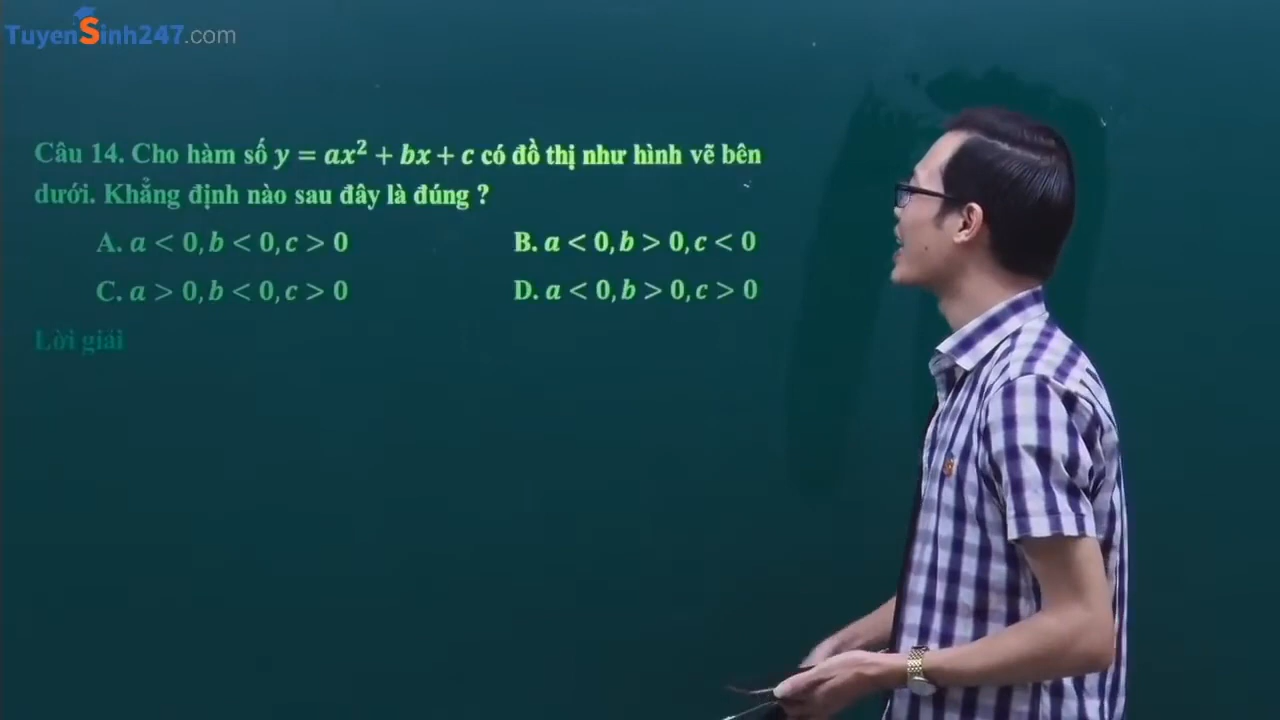 TuyenSinh247.com
Câu 14. Cho hàm số y = ax² + bx + c có đồ thị như hình vẽ bên
dưới. Khẳng định nào sau đây là đúng ?
A. a < 0, b < 0, c > 0
B. a < 0, b > 0, c < 0
C. a > 0, b < 0, c > 0
D. a < 0, b > 0, c > 0
Lời giải